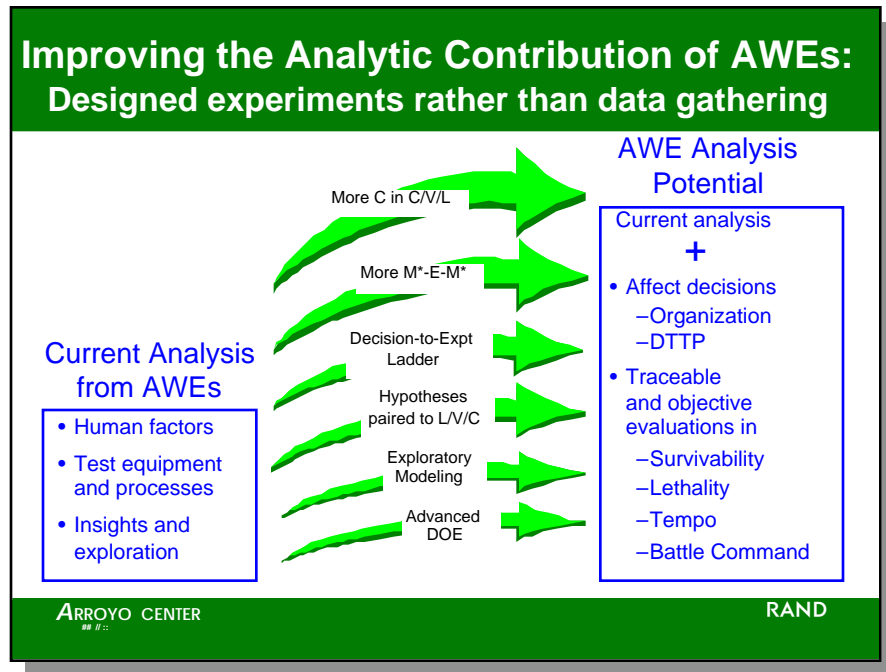 Improving the Analytic Contribution of AWEs:
Designed experiments rather than data gathering
Current Analysis
from AWEs
• Human factors
• Test equipment
and processes
• Insights and
exploration
More C in C/V/L
More M*-E-M*
Decision-to-Expt
Ladder
Hypotheses
paired to L/V/C
Exploratory
Modeling
Advanced
DOE
AWE Analysis
Potential
Current analysis
+
• Affect decisions
–Organization
–DTTP
• Traceable
and objective
evaluations in
–Survivability
–Lethality
–Tempo
–Battle Command
ARROYO CENTER
## // ::
RAND